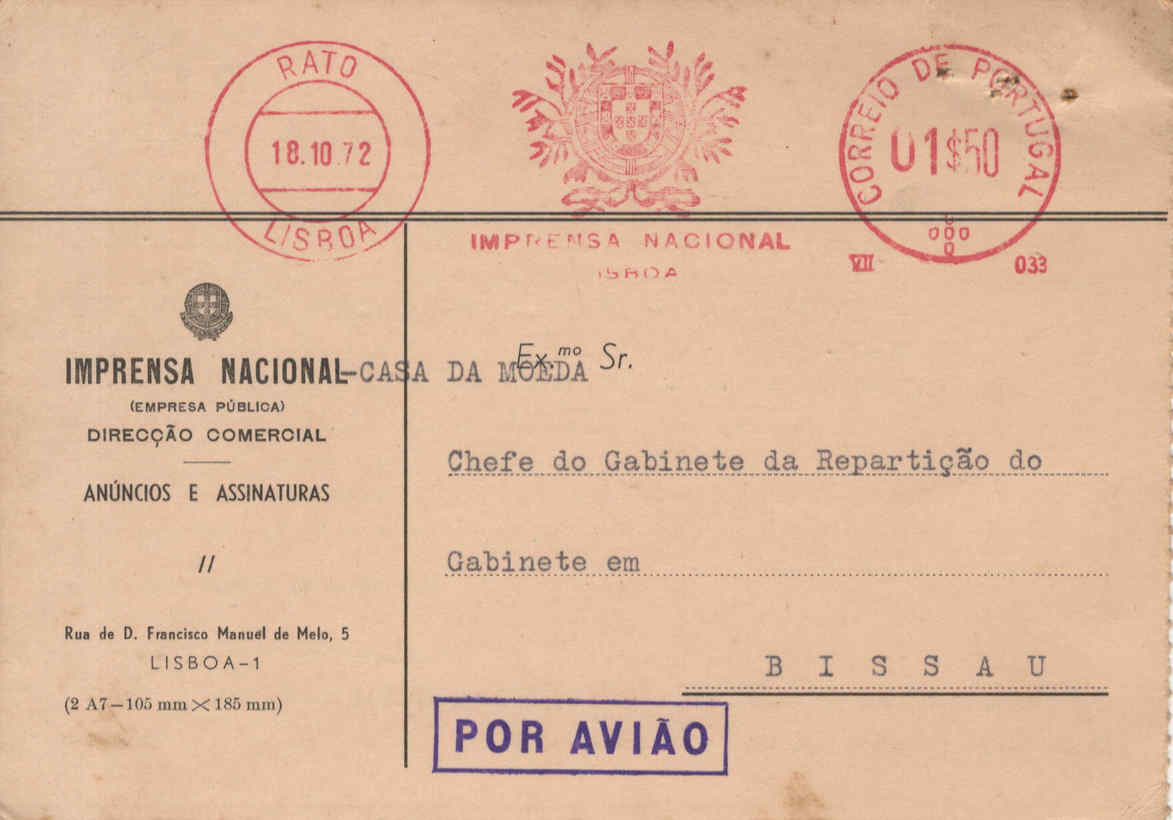 RATO
18.10.72
LISBOA
IMPRENSA NACIONAL
ISBOA
CORREIO DE PORTUGAL
01$50
VII
033
IMPRENSA NACIONAL-CASA DA MOEDA
(EMPRESA PÚBLICA)
DIRECÇÃO COMERCIAL
ANÚNCIOS E ASSINATURAS
//
Rua de D. Francisco Manuel de Melo, 5
LISBOA-1
(2 A7—105 mm × 185 mm)
Ex.mo Sr.
Chefe do Gabinete da Repartição do
Gabinete em
BISSAU
POR AVIÃO